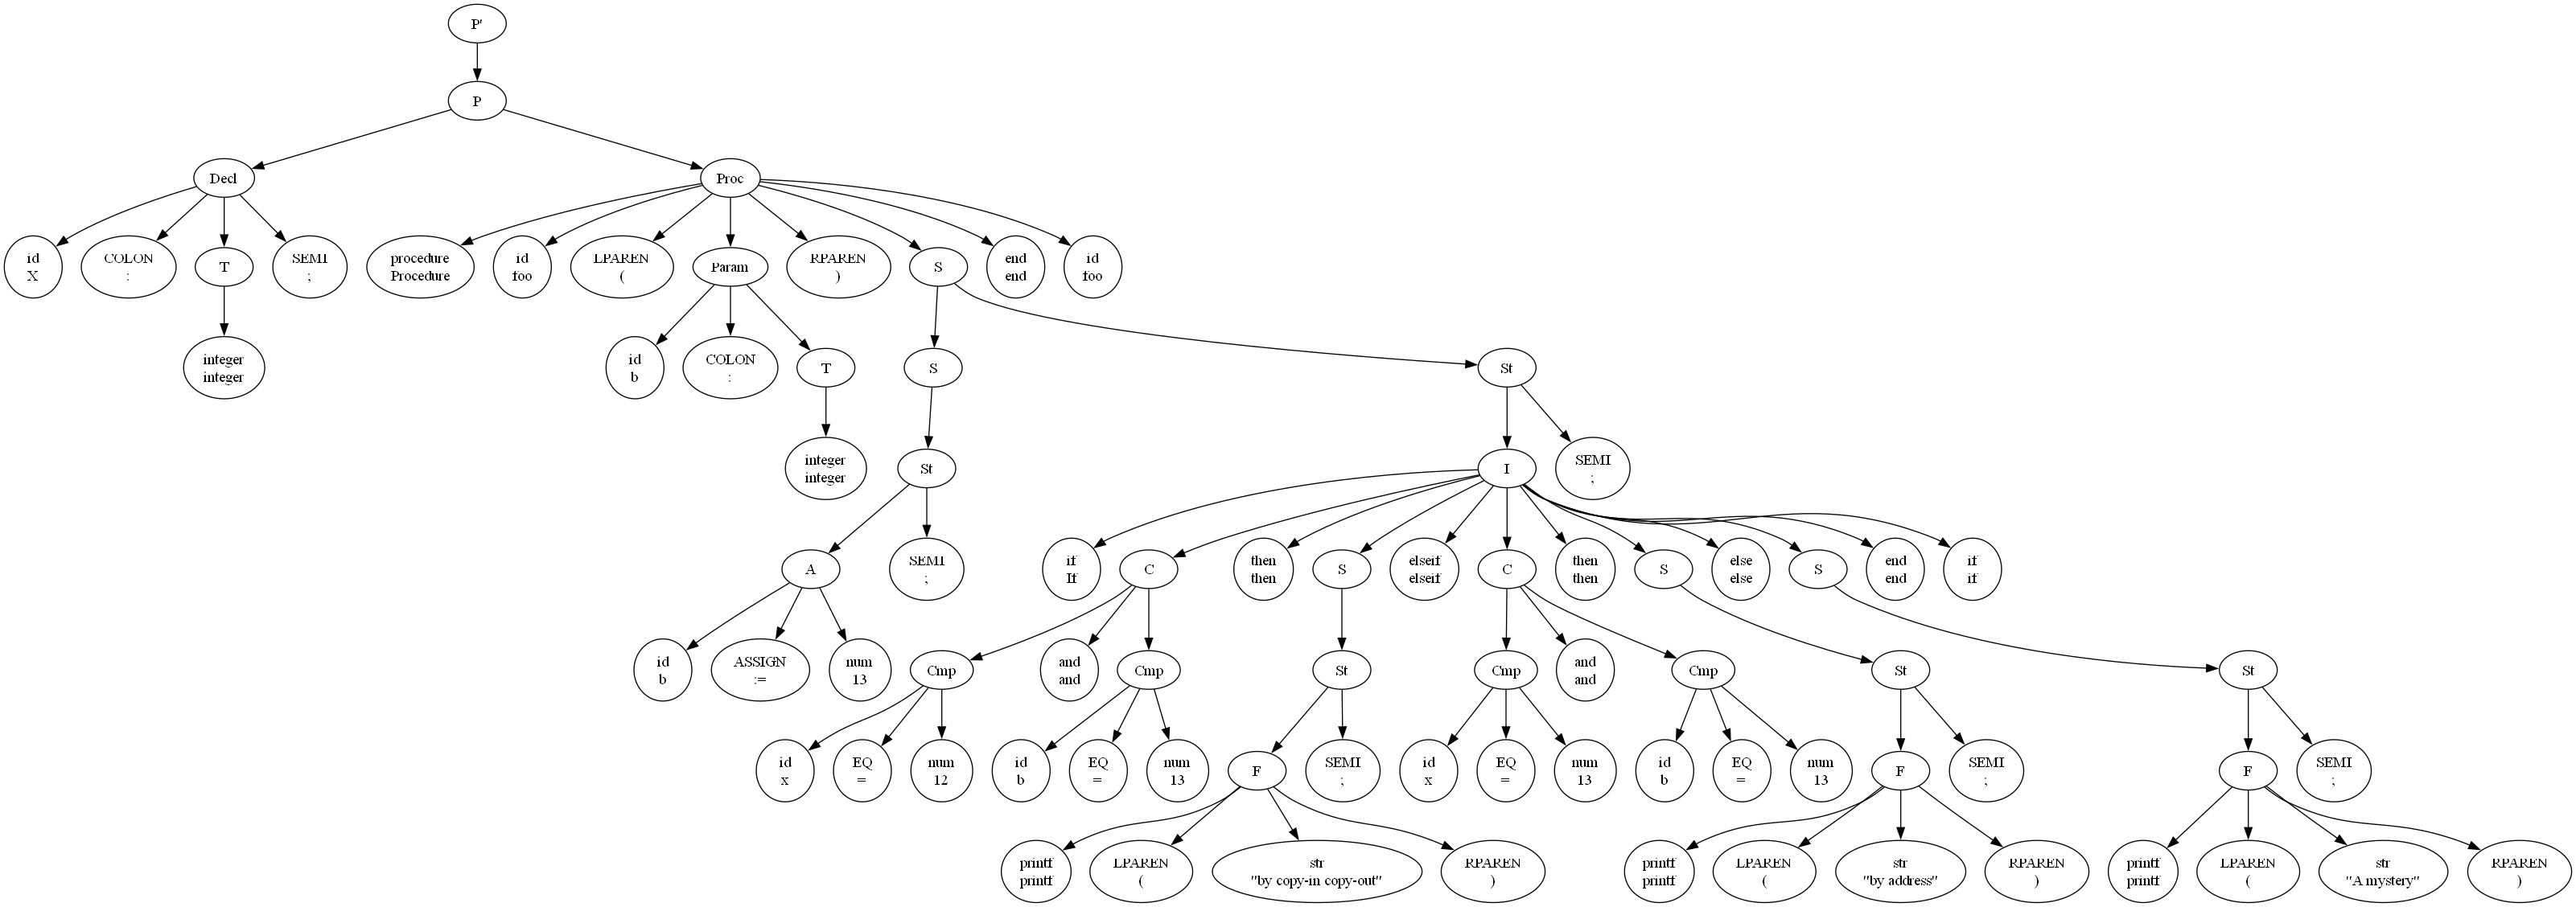 P'
P
Decl
Proc
id
X
COLON
:
T
SEMI
;
procedure
Procedure
id
foo
LPAREN
(
Param
RPAREN
)
S
end
end
id
foo
integer
integer
id
b
COLON
:
T
S
St
integer
integer
St
I
SEMI
;
A
SEMI
;
if
If
C
then
then
S
elseif
elseif
C
then
then
S
else
else
S
end
end
if
if
id
b
ASSIGN
:=
num
13
Cmp
and
and
Cmp
St
Cmp
and
and
Cmp
St
St
id
x
EQ
=
num
12
id
b
EQ
=
num
13
F
SEMI
;
id
x
EQ
=
num
13
id
b
EQ
=
num
13
F
SEMI
;
F
SEMI
;
printf
printf
LPAREN
(
str
"by copy-in copy-out"
RPAREN
)
printf
printf
LPAREN
(
str
"by address"
RPAREN
)
printf
printf
LPAREN
(
str
"A mystery"
RPAREN
)